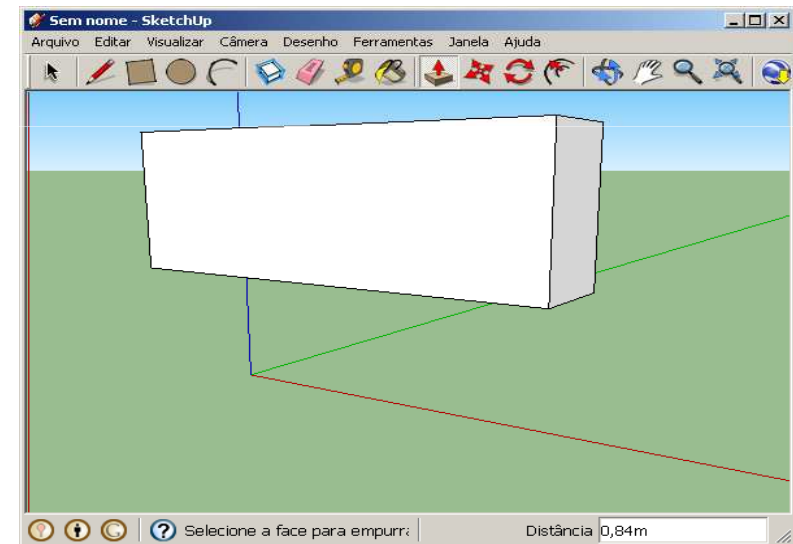 Sem nome - SketchUp
Arquivo Editar Visualizar Câmera Desenho Ferramentas Janela Ajuda
Selecione a face para empurra Distância 0,84m